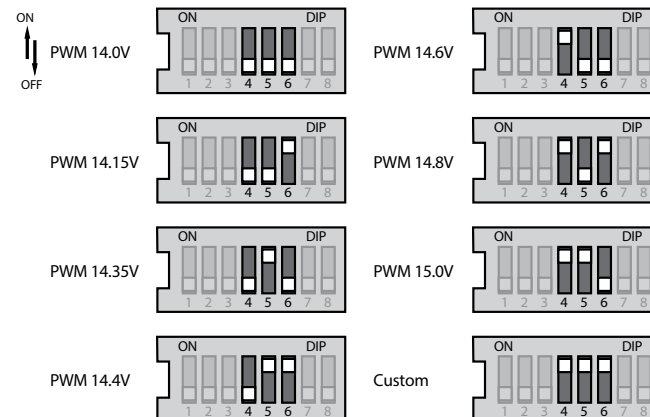 ON
OFF
PWM 14.0V
ON DIP
1 2 3 4 5 6 7 8
PWM 14.6V
ON DIP
1 2 3 4 5 6 7 8
PWM 14.15V
ON DIP
1 2 3 4 5 6 7 8
PWM 14.8V
ON DIP
1 2 3 4 5 6 7 8
PWM 14.35V
ON DIP
1 2 3 4 5 6 7 8
PWM 15.0V
ON DIP
1 2 3 4 5 6 7 8
PWM 14.4V
ON DIP
1 2 3 4 5 6 7 8
Custom
ON DIP
1 2 3 4 5 6 7 8